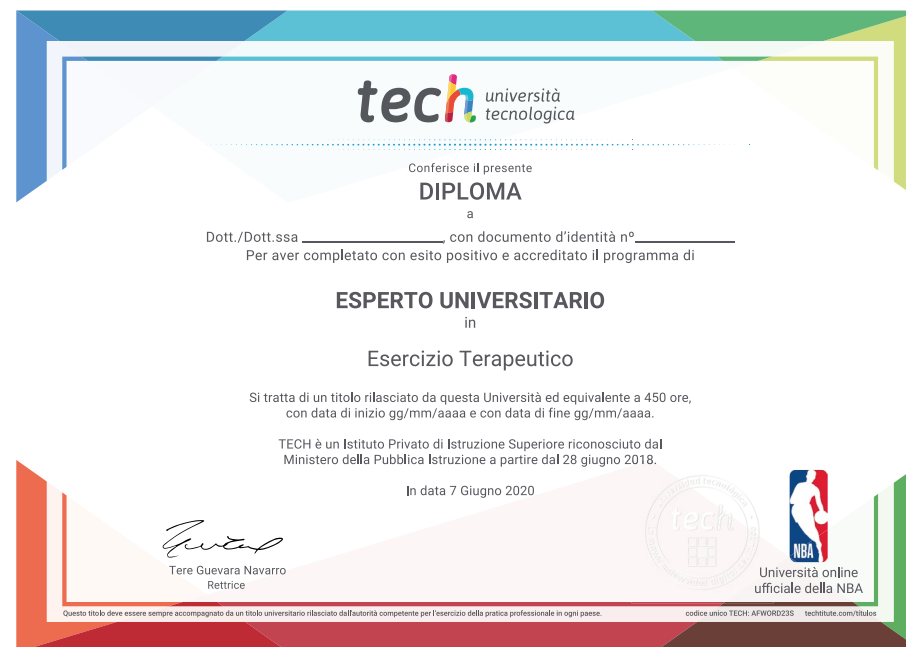 tech università
tecnologica
Conferisce il presente
DIPLOMA
a
Dott./Dott.ssa ____________________, con documento d'identità nº______________
Per aver completato con esito positivo e accreditato il programma di
ESPERTO UNIVERSITARIO
in
Esercizio Terapeutico
Si tratta di un titolo rilasciato da questa Università ed equivalente a 450 ore,
con data di inizio gg/mm/aaaa e con data di fine gg/mm/aaaa.
TECH è un Istituto Privato di Istruzione Superiore riconosciuto dal
Ministero della Pubblica Istruzione a partire dal 28 giugno 2018.
In data 7 Giugno 2020
tech
Tere Guevara Navarro
Rettrice
NBA
Università online
ufficiale della NBA
Questo titolo deve essere sempre accompagnato da un titolo universitario rilasciato dall'autorità competente per l'esercizio della pratica professionale in ogni paese.
codice unico TECH: AFWORD23S techtitute.com/titulos